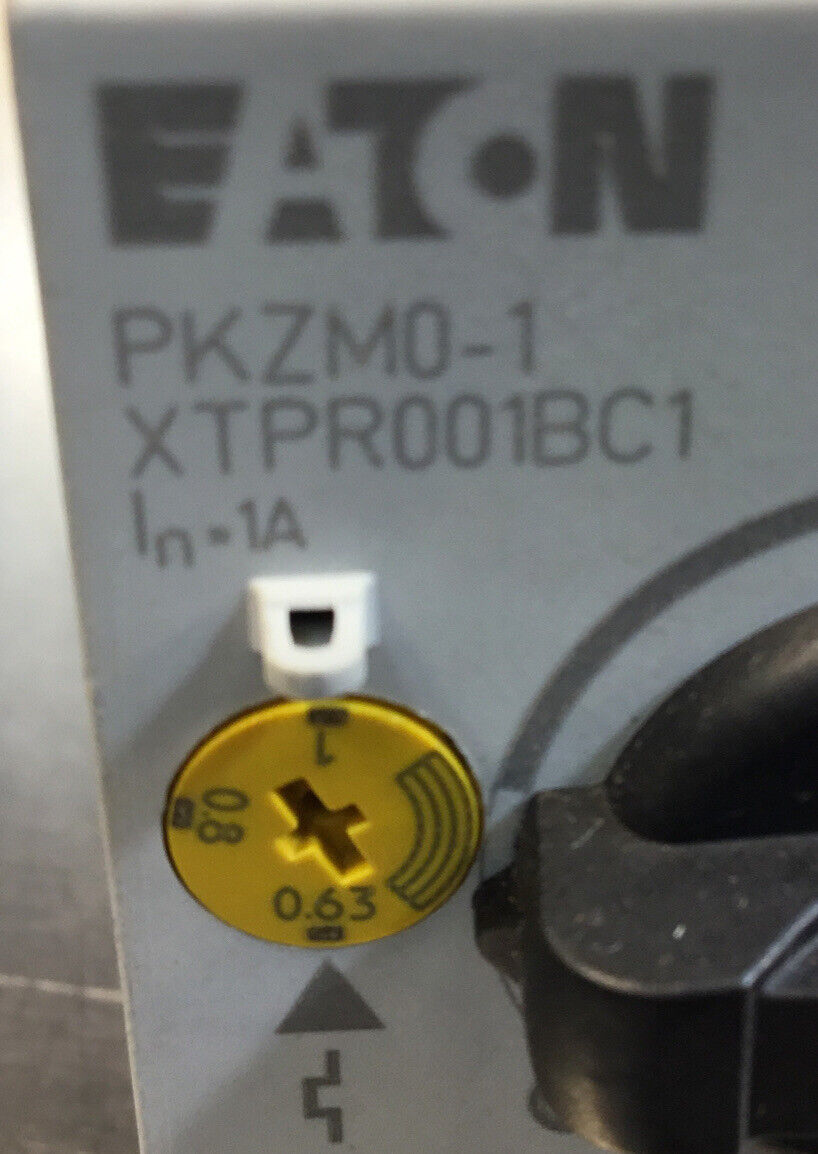 EATON
PKZM0-1
XTPR001BC1
In=1A
1
0.8
0.63